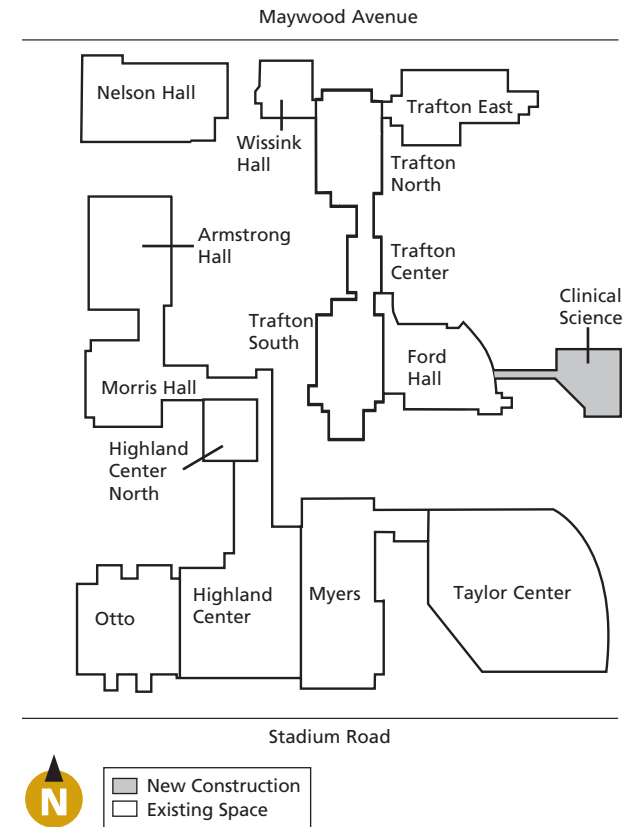 Maywood Avenue
Nelson Hall
Wissink
Hall
Trafton East
Trafton
North
Armstrong
Hall
Trafton
Center
Clinical
Science
Trafton
South
Ford
Hall
Morris Hall
Highland
Center
North
Otto
Highland
Center
Myers
Taylor Center
Stadium Road
N
New Construction
Existing Space